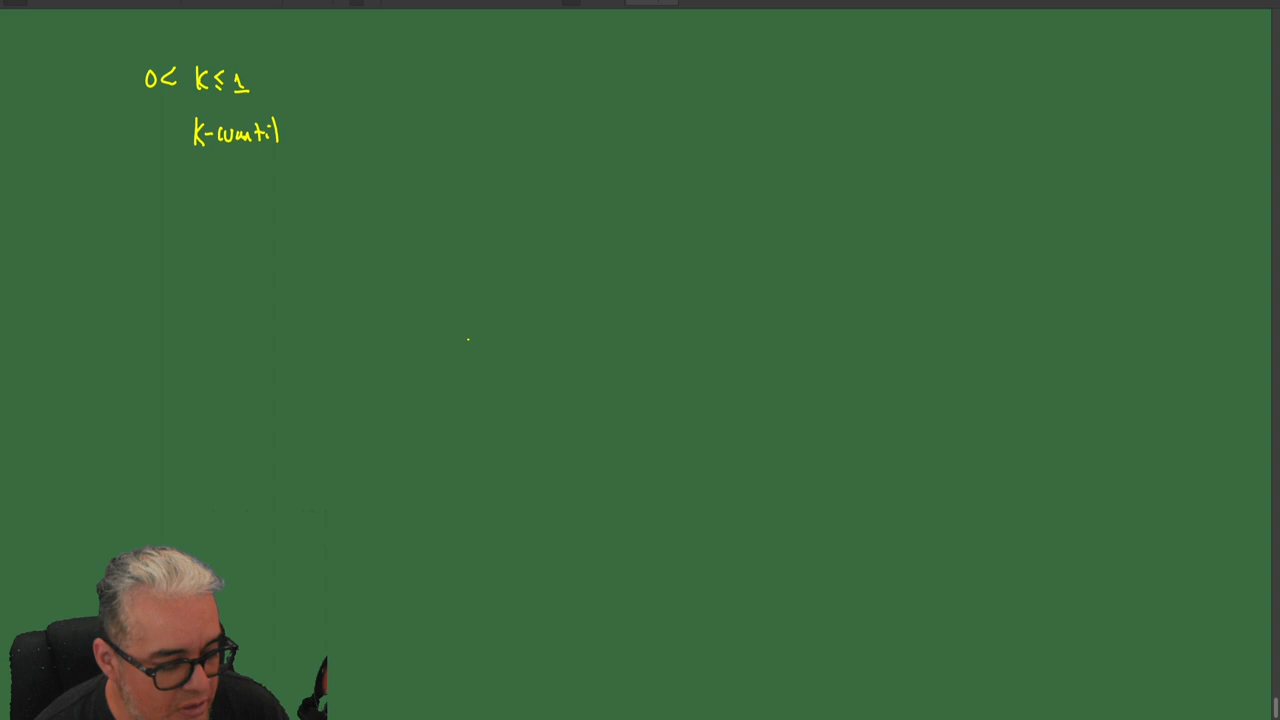 0 < K ≤ 1
K-cuantil